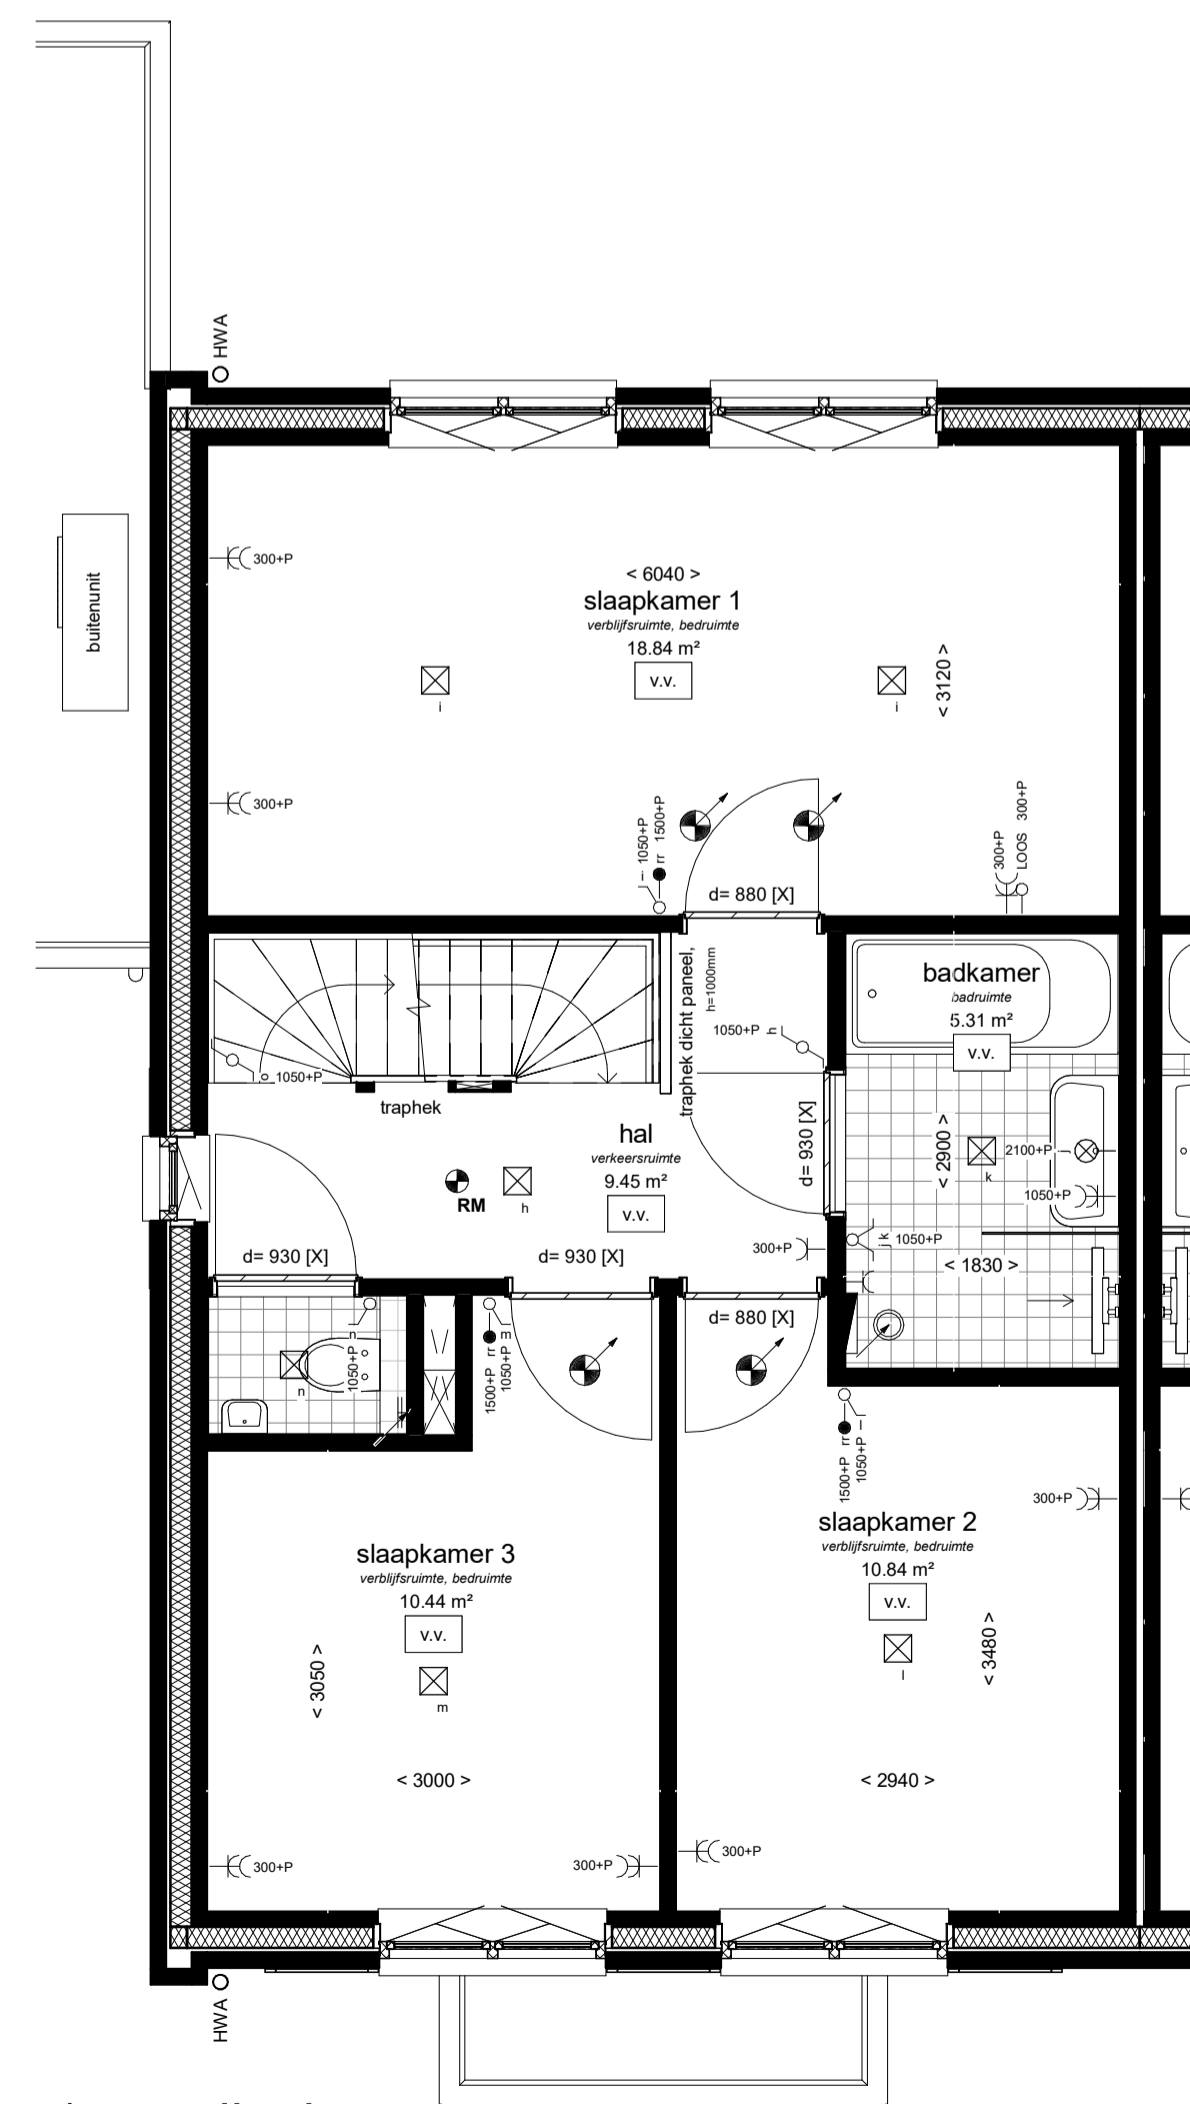 HWA
buitenunit
300+P
< 6040 >
slaapkamer 1
verblijfsruimte, bedruimte
18.84 m²
v.v.
< 3120 >
i
i
300+P
1050+P
rr 1500+P
i
d= 880 [X]
300+P
LOOS 300+P
traphek dicht paneel,
h=1000mm
badkamer
badruimte
5.31 m²
v.v.
1050+P h
o 1050+P
traphek
hal
verkeersruimte
9.45 m²
v.v.
RM
h
d= 930 [X]
< 2900 >
2100+P j
k
1050+P
j k 1050+P
300+P
< 1830 >
d= 930 [X]
d= 930 [X]
d= 880 [X]
n
1050+P n
1500+P rr
1050+P m
1500+P rr
1050+P l
300+P
slaapkamer 3
verblijfsruimte, bedruimte
10.44 m²
v.v.
m
< 3050 >
< 3000 >
slaapkamer 2
verblijfsruimte, bedruimte
10.84 m²
v.v.
l
< 3480 >
< 2940 >
300+P
300+P
300+P
HWA